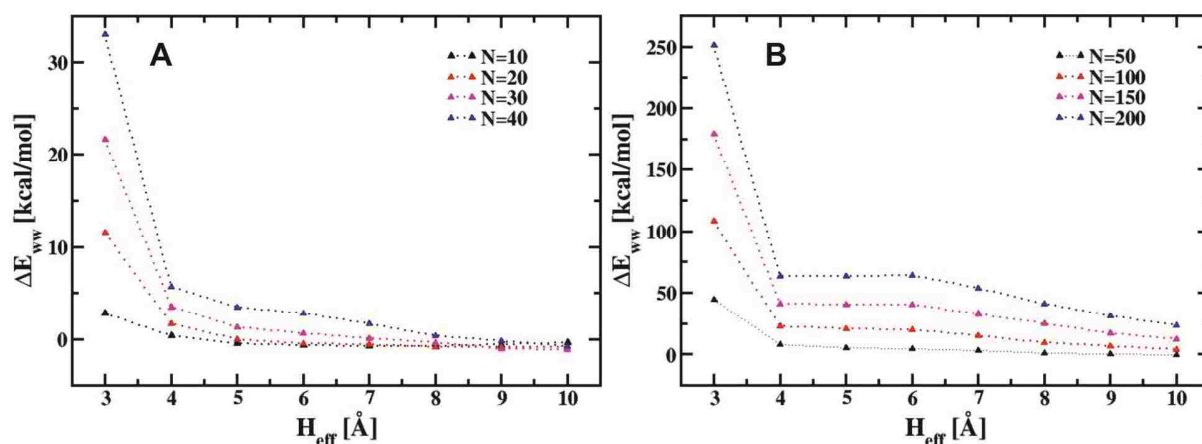 A
N=10
N=20
N=30
N=40
30
20
10
0
ΔE_ww [kcal/mol]
3 4 5 6 7 8 9 10
H_eff [Å]
B
N=50
N=100
N=150
N=200
250
200
150
100
50
0
ΔE_ww [kcal/mol]
3 4 5 6 7 8 9 10
H_eff [Å]